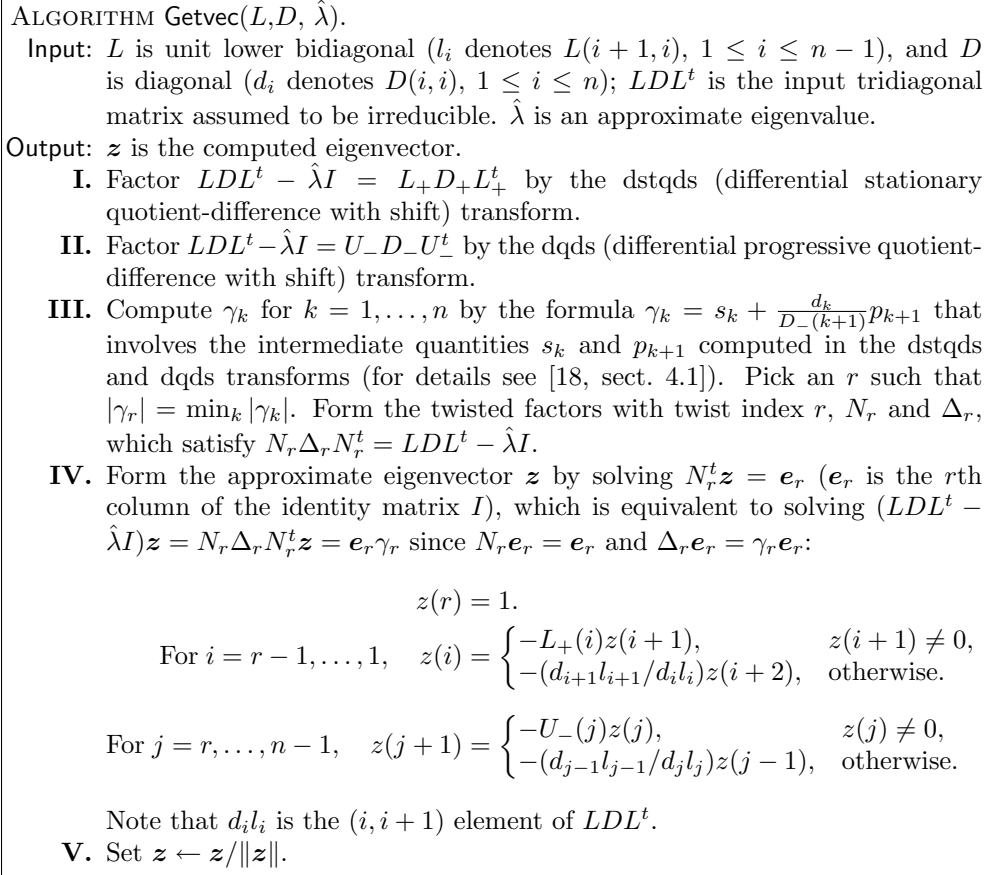 ALGORITHM Getvec(L,D, λ̂).
Input: L is unit lower bidiagonal (l_i denotes L(i + 1, i), 1 ≤ i ≤ n − 1), and D
is diagonal (d_i denotes D(i, i), 1 ≤ i ≤ n); LDL^t is the input tridiagonal
matrix assumed to be irreducible. λ̂ is an approximate eigenvalue.
Output: z is the computed eigenvector.
I. Factor LDL^t − λ̂I = L_+D_+L_+^t by the dstqds (differential stationary
quotient-difference with shift) transform.
II. Factor LDL^t − λ̂I = U_−D_−U_−^t by the dqds (differential progressive quotient-
difference with shift) transform.
III. Compute γ_k for k = 1, . . . , n by the formula γ_k = s_k + \frac{d_k}{D_−(k+1)} p_{k+1} that
involves the intermediate quantities s_k and p_{k+1} computed in the dstqds
and dqds transforms (for details see [18, sect. 4.1]). Pick an r such that
|γ_r| = min_k |γ_k|. Form the twisted factors with twist index r, N_r and Δ_r,
which satisfy N_rΔ_rN_r^t = LDL^t − λ̂I.
IV. Form the approximate eigenvector z by solving N_r^t z = e_r (e_r is the rth
column of the identity matrix I), which is equivalent to solving (LDL^t −
λ̂I)z = N_rΔ_rN_r^t z = e_rγ_r since N_re_r = e_r and Δ_re_r = γ_re_r:
z(r) = 1.
For i = r − 1, . . . , 1, z(i) = { −L_+(i)z(i + 1), z(i + 1) ≠ 0,
−(d_{i+1}l_{i+1}/d_il_i)z(i + 2), otherwise.
For j = r, . . . , n − 1, z(j + 1) = { −U_−(j)z(j), z(j) ≠ 0,
−(d_{j−1}l_{j−1}/d_jl_j)z(j − 1), otherwise.
Note that d_il_i is the (i, i + 1) element of LDL^t.
V. Set z ← z/‖z‖.